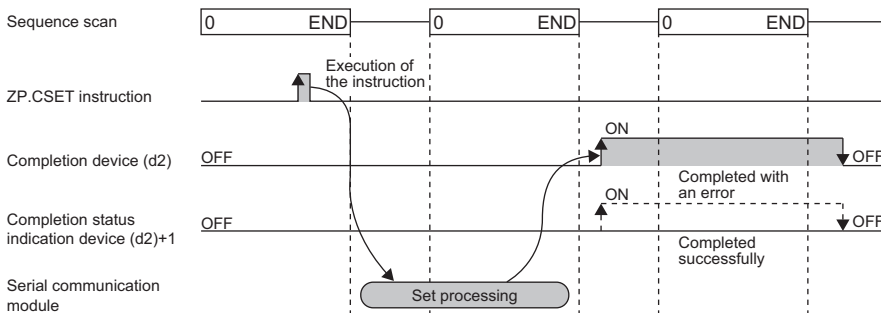 Sequence scan
0 END 0 END 0 END
Execution of
the instruction
ZP.CSET instruction
ON
Completion device (d2)
OFF
OFF
Completed with
an error
ON
Completion status
indication device (d2)+1
OFF
OFF
Completed
successfully
Serial communication
module
Set processing